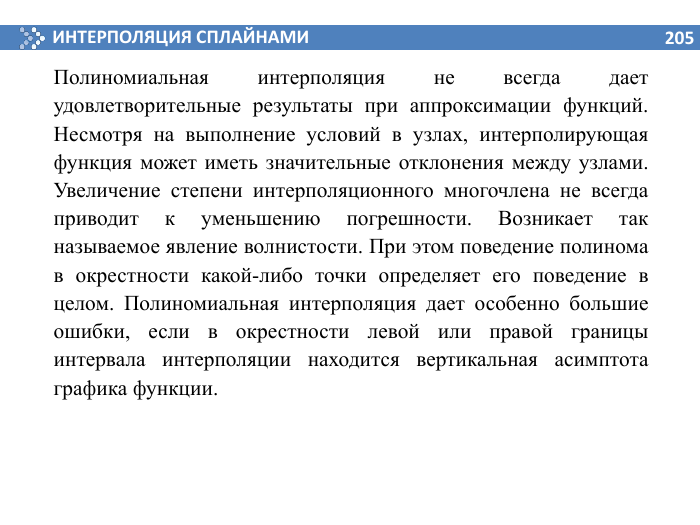 ИНТЕРПОЛЯЦИЯ СПЛАЙНАМИ 205
Полиномиальная интерполяция не всегда дает
удовлетворительные результаты при аппроксимации функций.
Несмотря на выполнение условий в узлах, интерполирующая
функция может иметь значительные отклонения между узлами.
Увеличение степени интерполяционного многочлена не всегда
приводит к уменьшению погрешности. Возникает так
называемое явление волнистости. При этом поведение полинома
в окрестности какой-либо точки определяет его поведение в
целом. Полиномиальная интерполяция дает особенно большие
ошибки, если в окрестности левой или правой границы
интервала интерполяции находится вертикальная асимптота
графика функции.